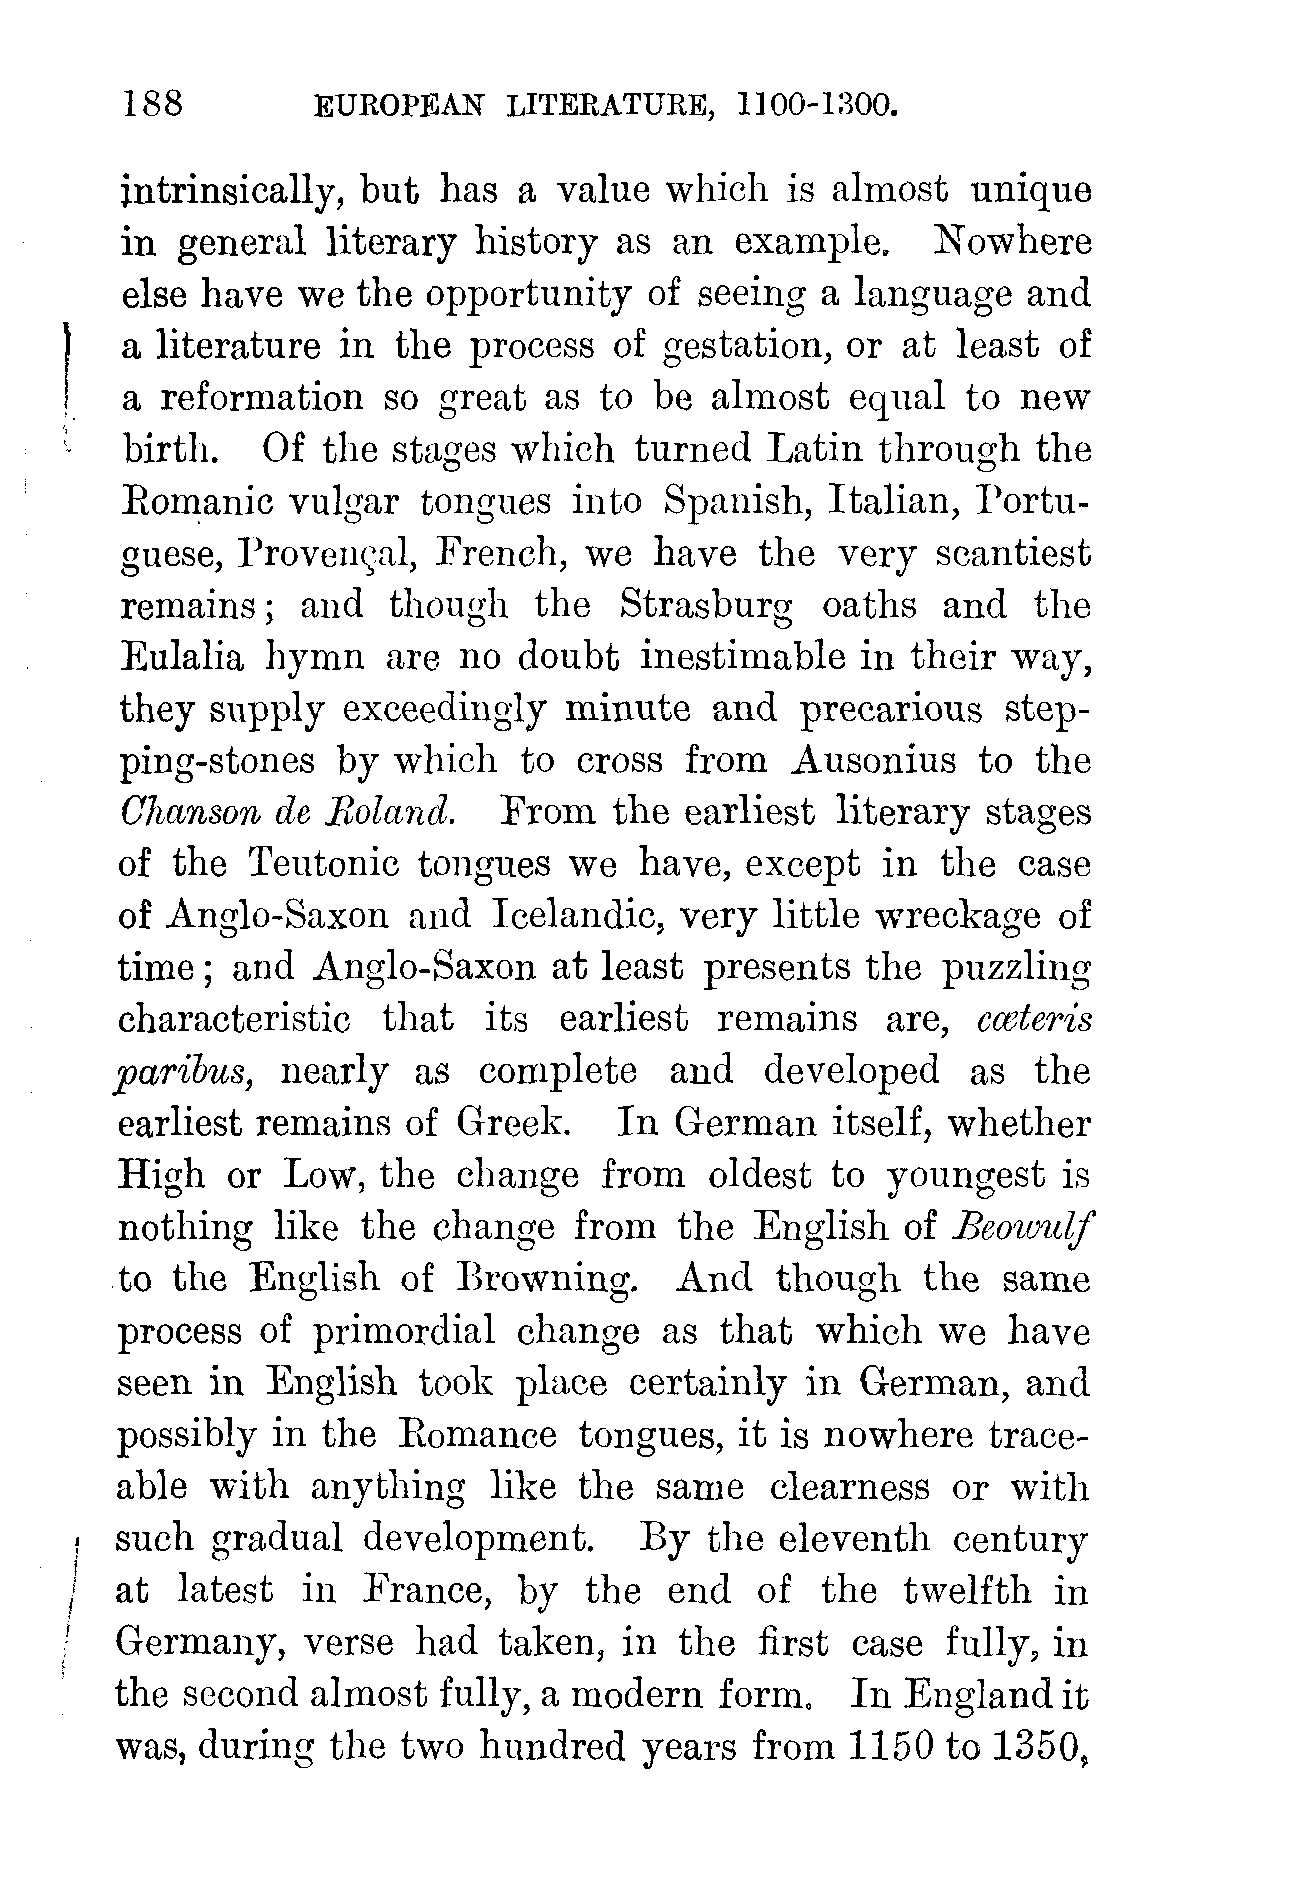 188 EUROPEAN LITERATURE, 1100-1300.
intrinsically, but has a value which is almost unique
in general literary history as an example. Nowhere
else have we the opportunity of seeing a language and
a literature in the process of gestation, or at least of
a reformation so great as to be almost equal to new
birth. Of the stages which turned Latin through the
Romanic vulgar tongues into Spanish, Italian, Portu-
guese, Provençal, French, we have the very scantiest
remains; and though the Strasburg oaths and the
Eulalia hymn are no doubt inestimable in their way,
they supply exceedingly minute and precarious step-
ping-stones by which to cross from Ausonius to the
Chanson de Roland. From the earliest literary stages
of the Teutonic tongues we have, except in the case
of Anglo-Saxon and Icelandic, very little wreckage of
time; and Anglo-Saxon at least presents the puzzling
characteristic that its earliest remains are, cæteris
paribus, nearly as complete and developed as the
earliest remains of Greek. In German itself, whether
High or Low, the change from oldest to youngest is
nothing like the change from the English of Beowulf
to the English of Browning. And though the same
process of primordial change as that which we have
seen in English took place certainly in German, and
possibly in the Romance tongues, it is nowhere trace-
able with anything like the same clearness or with
such gradual development. By the eleventh century
at latest in France, by the end of the twelfth in
Germany, verse had taken, in the first case fully, in
the second almost fully, a modern form. In England it
was, during the two hundred years from 1150 to 1350,